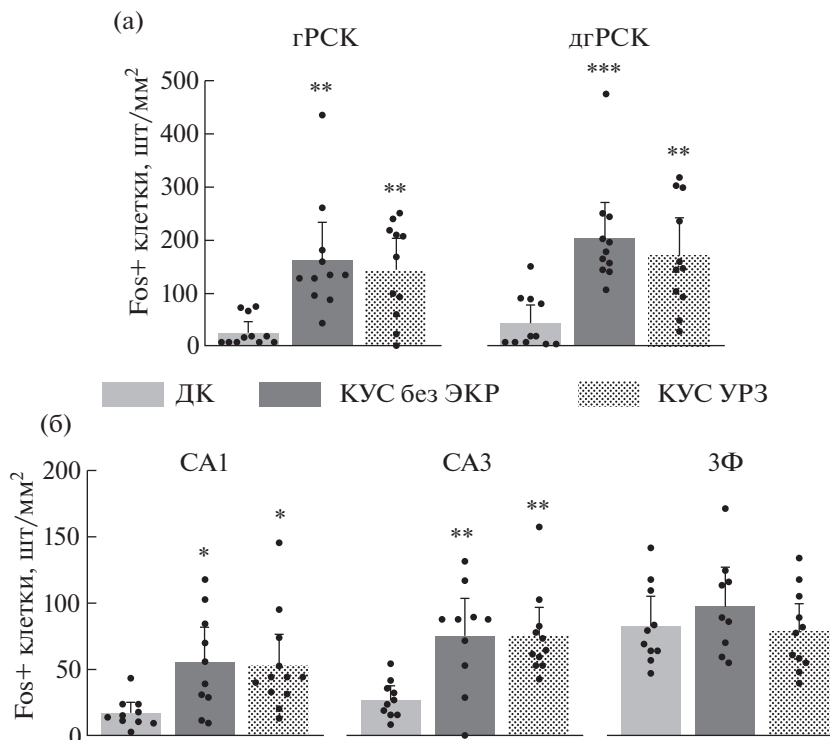 (а)
гРСК
дгРСК
Fos+ клетки, шт/мм²
500
400
300
200
100
0
**
**
***
**
ДК
КУС без ЭКР
КУС УРЗ
(б)
СА1
СА3
ЗФ
Fos+ клетки, шт/мм²
200
150
100
50
0
*
*
**
**